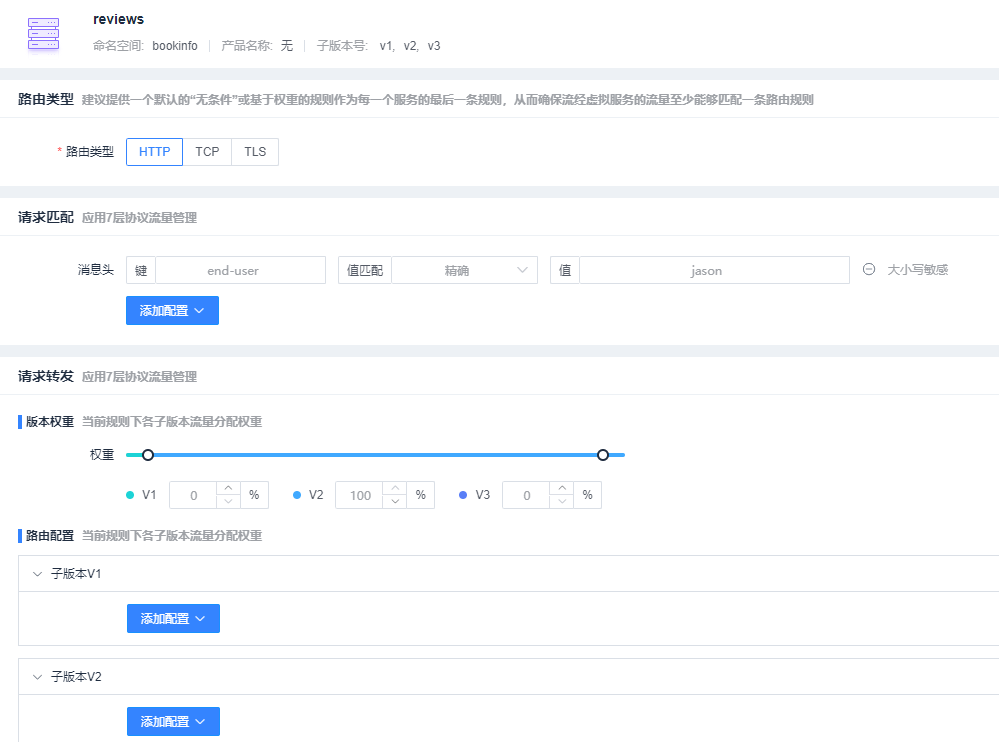 reviews
命名空间: bookinfo 产品名称: 无 子版本号: v1, v2, v3
路由类型 建议提供一个默认的“无条件”或基于权重的规则作为每一个服务的最后一条规则，从而确保流经虚拟服务的流量至少能够匹配一条路由规则
* 路由类型 HTTP TCP TLS
请求匹配 应用7层协议流量管理
消息头 键 end-user 值匹配 精确 值 jason 大小写敏感
添加配置
请求转发 应用7层协议流量管理
版本权重 当前规则下各子版本流量分配权重
权重
V1 0 % V2 100 % V3 0 %
路由配置 当前规则下各子版本流量分配权重
子版本V1
添加配置
子版本V2
添加配置